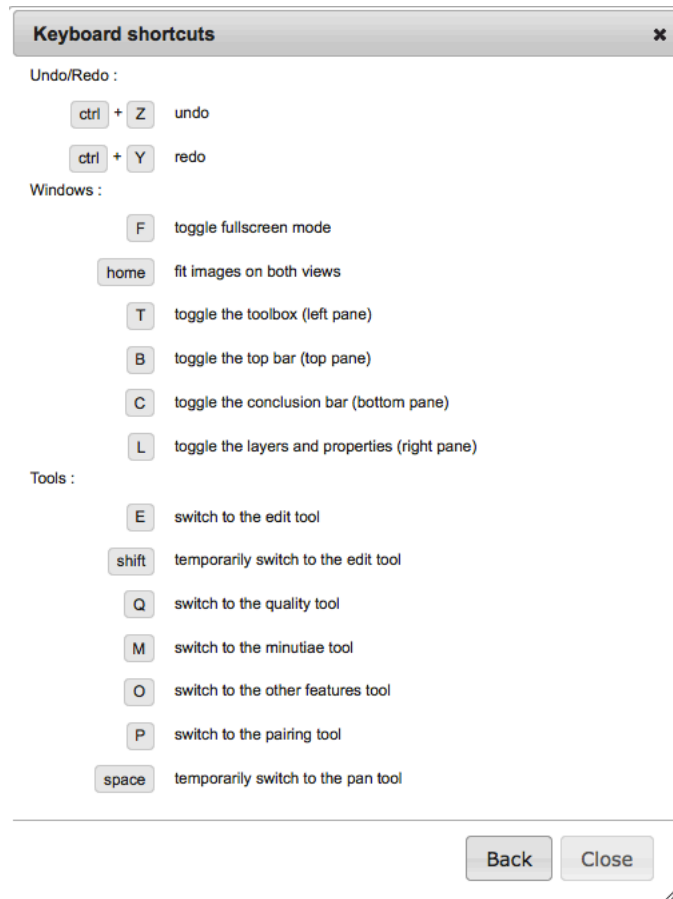 Keyboard shortcuts ✖
Undo/Redo :
ctrl + Z undo
ctrl + Y redo
Windows :
F toggle fullscreen mode
home fit images on both views
T toggle the toolbox (left pane)
B toggle the top bar (top pane)
C toggle the conclusion bar (bottom pane)
L toggle the layers and properties (right pane)
Tools :
E switch to the edit tool
shift temporarily switch to the edit tool
Q switch to the quality tool
M switch to the minutiae tool
O switch to the other features tool
P switch to the pairing tool
space temporarily switch to the pan tool
Back Close